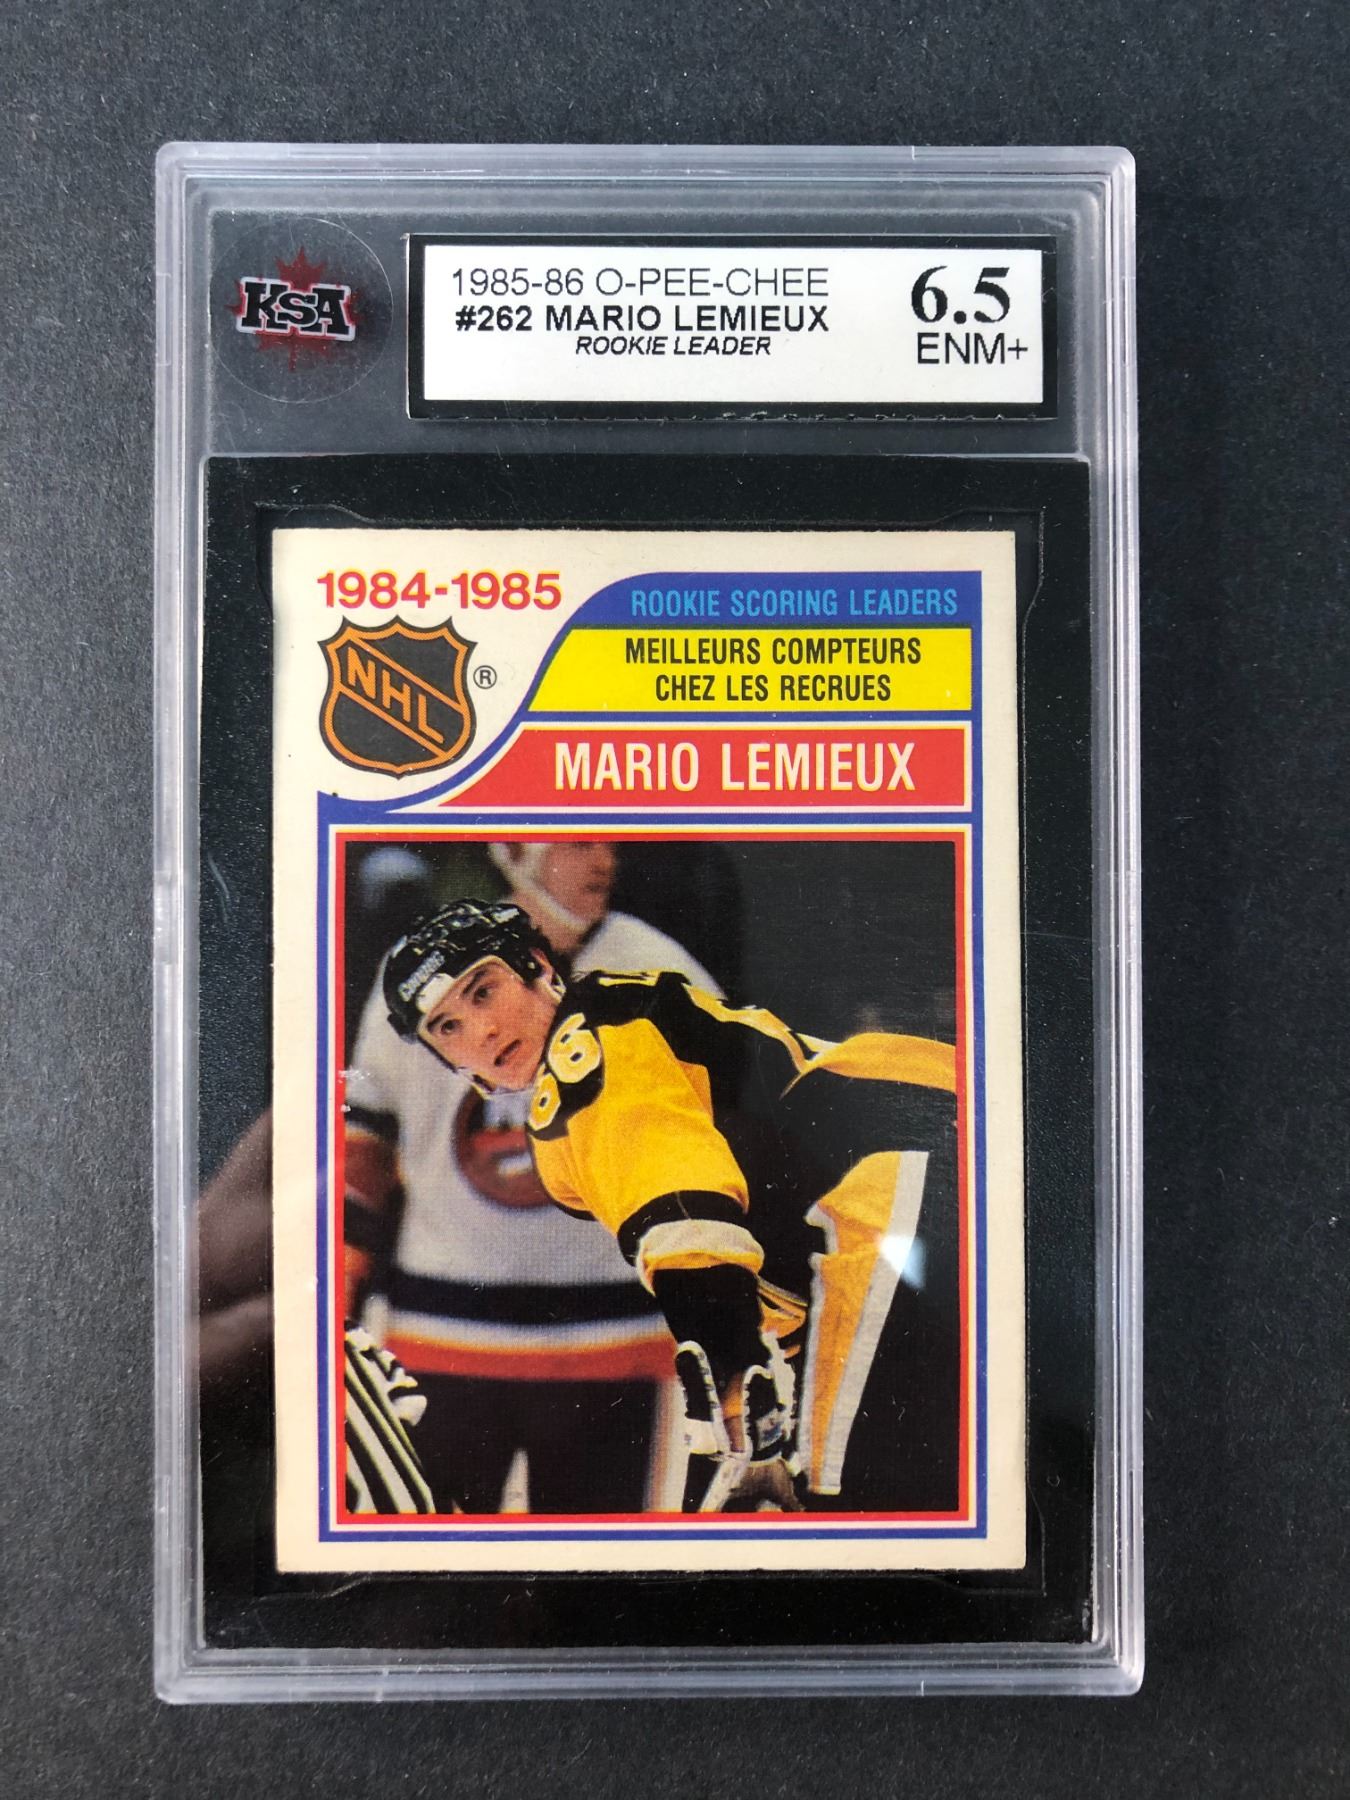 KSA
1985-86 O-PEE-CHEE
#262 MARIO LEMIEUX
ROOKIE LEADER
6.5
ENM+
1984-1985
NHL
®
ROOKIE SCORING LEADERS
MEILLEURS COMPTEURS
CHEZ LES RECRUES
MARIO LEMIEUX
66